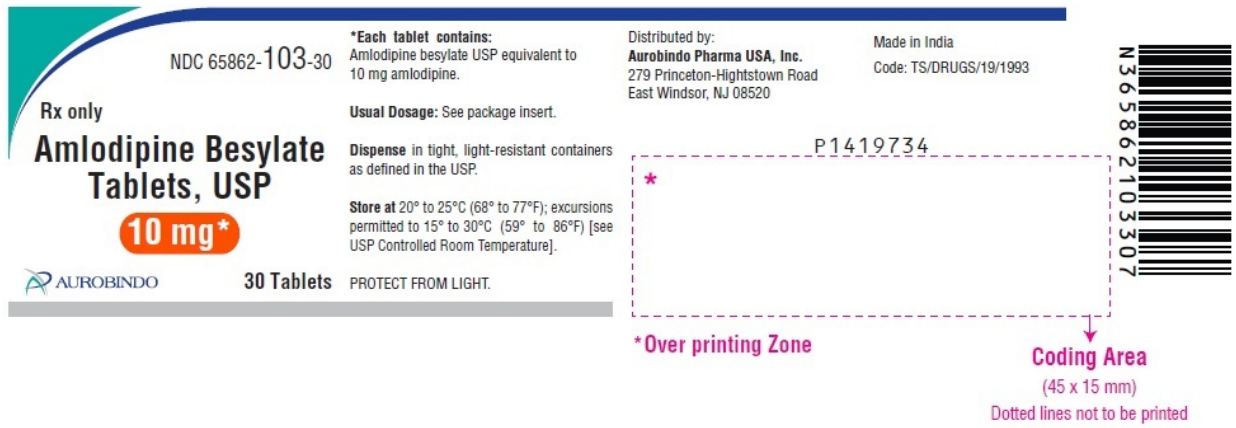 NDC 65862-103-30
Rx only
Amlodipine Besylate
Tablets, USP
10 mg*
AUROBINDO
30 Tablets
*Each tablet contains:
Amlodipine besylate USP equivalent to
10 mg amlodipine.
Usual Dosage: See package insert.
Dispense in tight, light-resistant containers
as defined in the USP.
Store at 20° to 25°C (68° to 77°F); excursions
permitted to 15° to 30°C (59° to 86°F) [see
USP Controlled Room Temperature].
PROTECT FROM LIGHT.
Distributed by:
Aurobindo Pharma USA, Inc.
279 Princeton-Hightstown Road
East Windsor, NJ 08520
Made in India
Code: TS/DRUGS/19/1993
P1419734
*
*Over printing Zone
Coding Area
(45 x 15 mm)
Dotted lines not to be printed
N365862103307